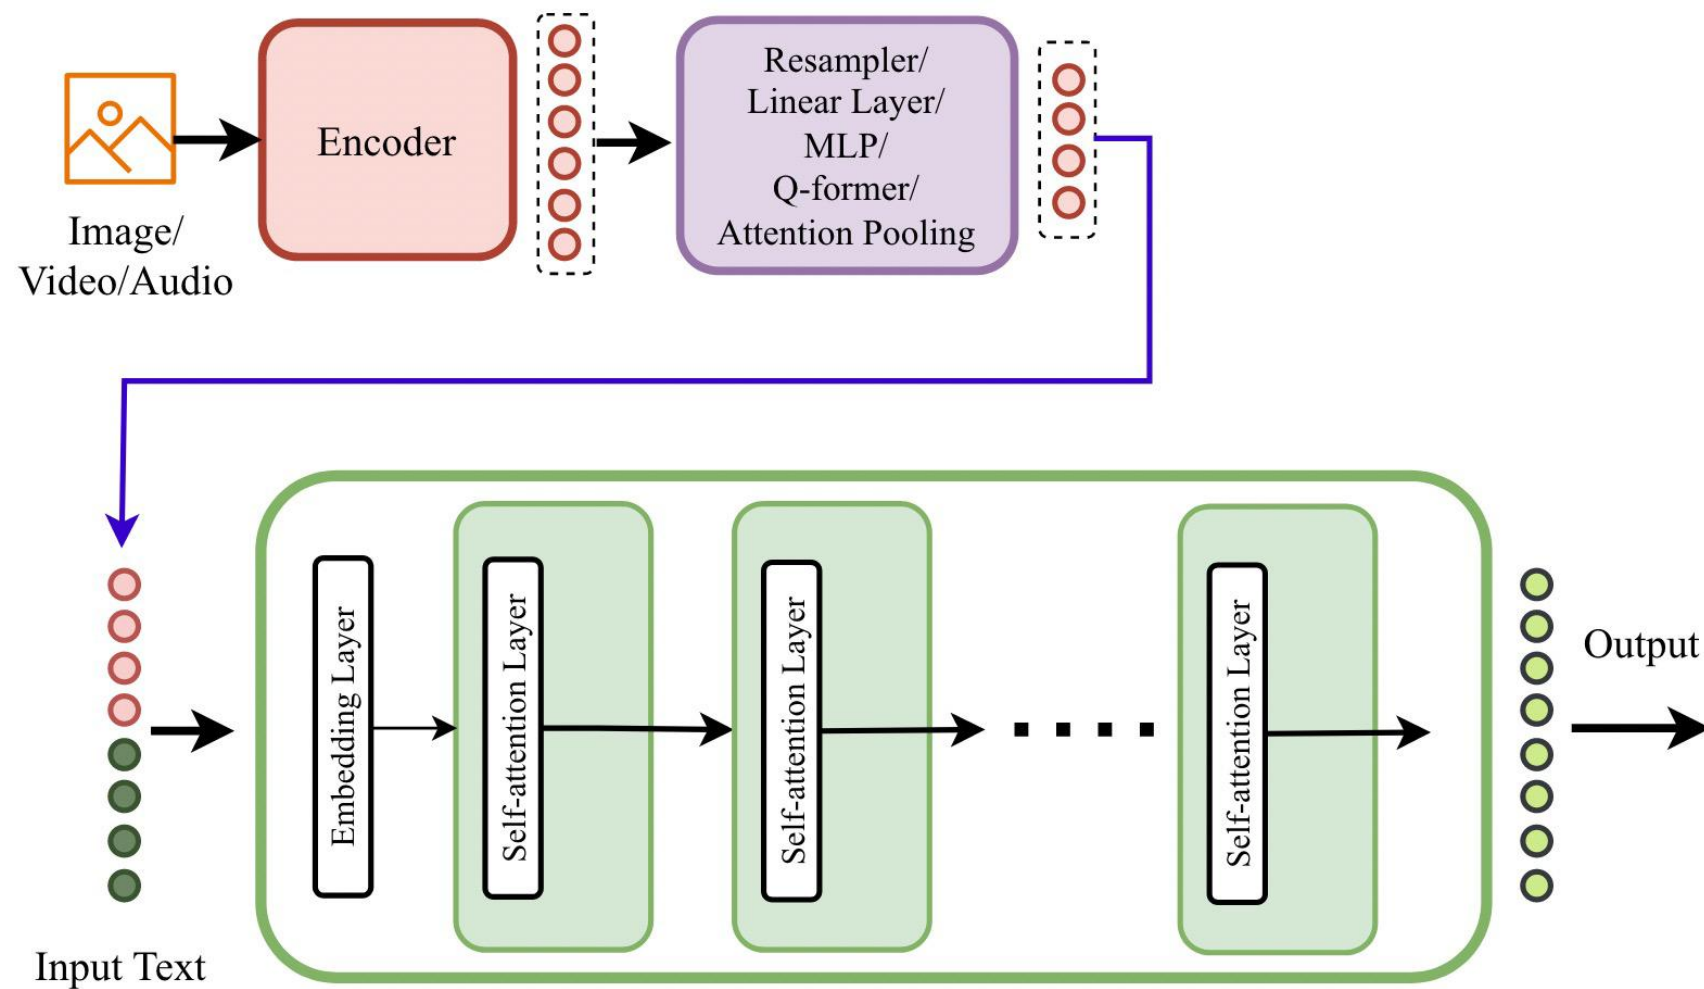 Encoder
Resampler/
Linear Layer/
MLP/
Q-former/
Attention Pooling
Image/
Video/Audio
Embedding Layer
Self-attention Layer
Self-attention Layer
Self-attention Layer
Output
Input Text